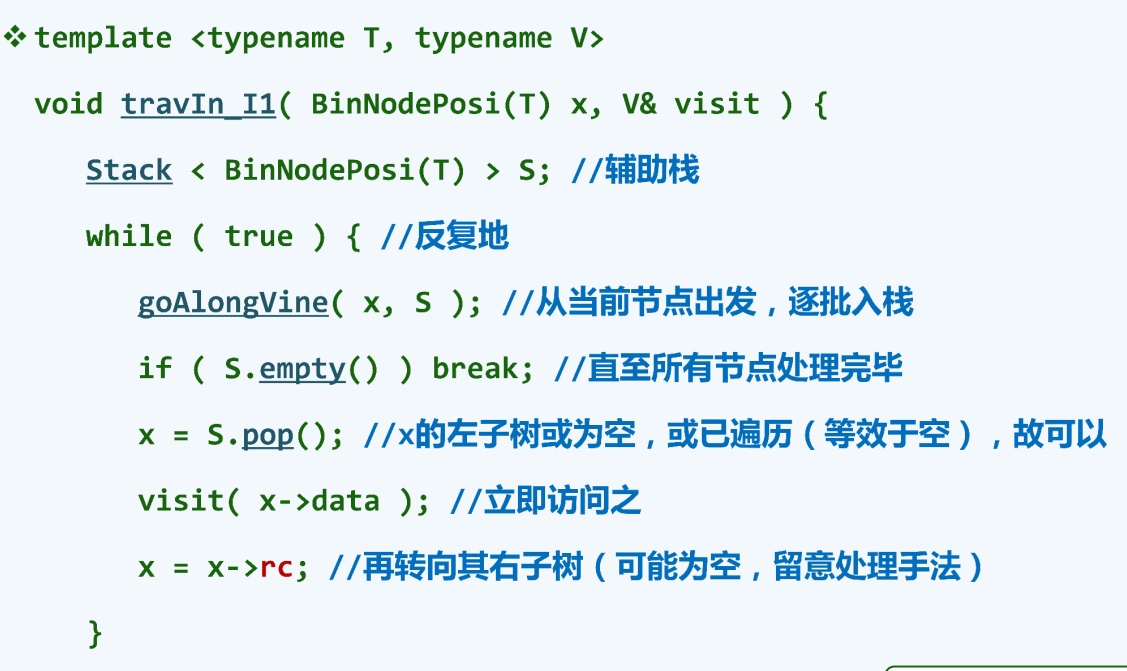 ❖ template <typename T, typename V>
void travIn_I1( BinNodePosi(T) x, V& visit ) {
Stack < BinNodePosi(T) > S; //辅助栈
while ( true ) { //反复地
goAlongVine( x, S ); //从当前节点出发，逐批入栈
if ( S.empty() ) break; //直至所有节点处理完毕
x = S.pop(); //x的左子树或为空，或已遍历（等效于空），故可以
visit( x->data ); //立即访问之
x = x->rc; //再转向其右子树（可能为空，留意处理手法）
}